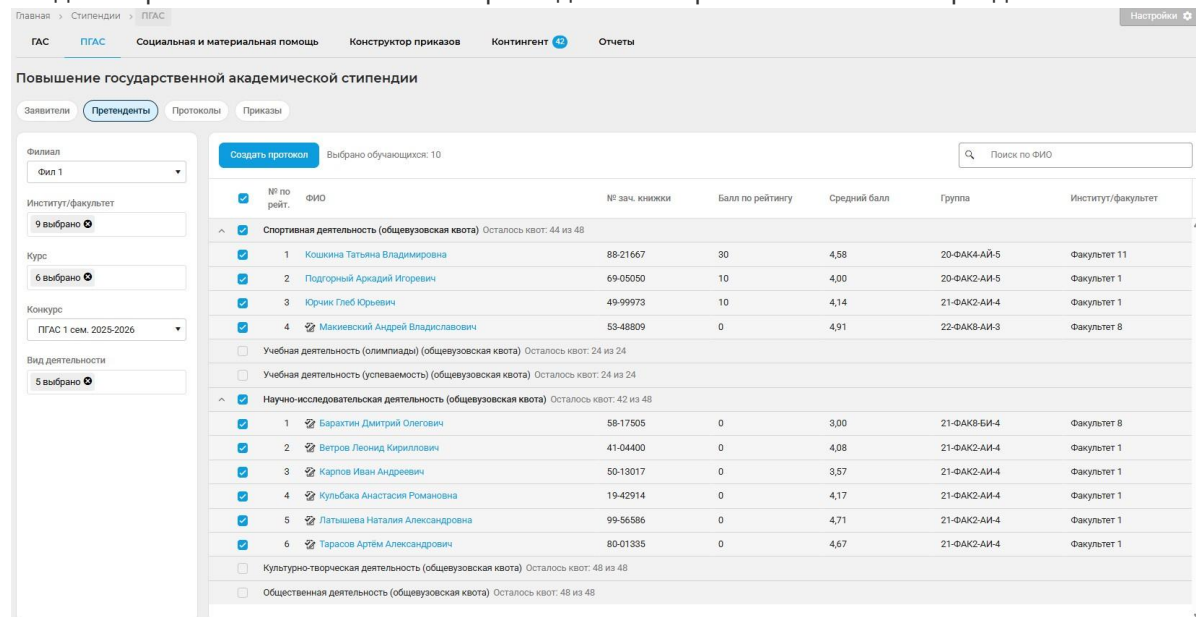 Главная > Стипендии > ПГАС
Настройки
ГАС ПГАС Социальная и материальная помощь Конструктор приказов Контингент 42 Отчеты
Повышение государственной академической стипендии
Заявители Претенденты Протоколы Приказы
Филиал
Фил 1
Институт/факультет
9 выбрано
Курс
6 выбрано
Конкурс
ПГАС 1 сем. 2025-2026
Вид деятельности
5 выбрано
Создать протокол Выбрано обучающихся: 10 Поиск по ФИО
№ по рейт. ФИО № зач. книжки Балл по рейтингу Средний балл Группа Институт/факультет
Спортивная деятельность (общевузовская квота) Осталось квот: 44 из 48
1 Кошкина Татьяна Владимировна 88-21667 30 4,58 20-ФАК4-АЙ-5 Факультет 11
2 Подгорный Аркадий Игоревич 69-05050 10 4,00 20-ФАК2-АИ-5 Факультет 1
3 Юрчик Глеб Юрьевич 49-99973 10 4,14 21-ФАК2-АИ-4 Факультет 1
4 Макиевский Андрей Владиславович 53-48809 0 4,91 22-ФАК8-АИ-3 Факультет 8
Учебная деятельность (олимпиады) (общевузовская квота) Осталось квот: 24 из 24
Учебная деятельность (успеваемость) (общевузовская квота) Осталось квот: 24 из 24
Научно-исследовательская деятельность (общевузовская квота) Осталось квот: 42 из 48
1 Барахтин Дмитрий Олегович 58-17505 0 3,00 21-ФАК8-БИ-4 Факультет 8
2 Ветров Леонид Кириллович 41-04400 0 4,08 21-ФАК2-АИ-4 Факультет 1
3 Карпов Иван Андреевич 50-13017 0 3,57 21-ФАК2-АИ-4 Факультет 1
4 Кульбака Анастасия Романовна 19-42914 0 4,17 21-ФАК2-АИ-4 Факультет 1
5 Латышева Наталия Александровна 99-56586 0 4,71 21-ФАК2-АИ-4 Факультет 1
6 Тарасов Артём Александрович 80-01335 0 4,67 21-ФАК2-АИ-4 Факультет 1
Культурно-творческая деятельность (общевузовская квота) Осталось квот: 48 из 48
Общественная деятельность (общевузовская квота) Осталось квот: 48 из 48